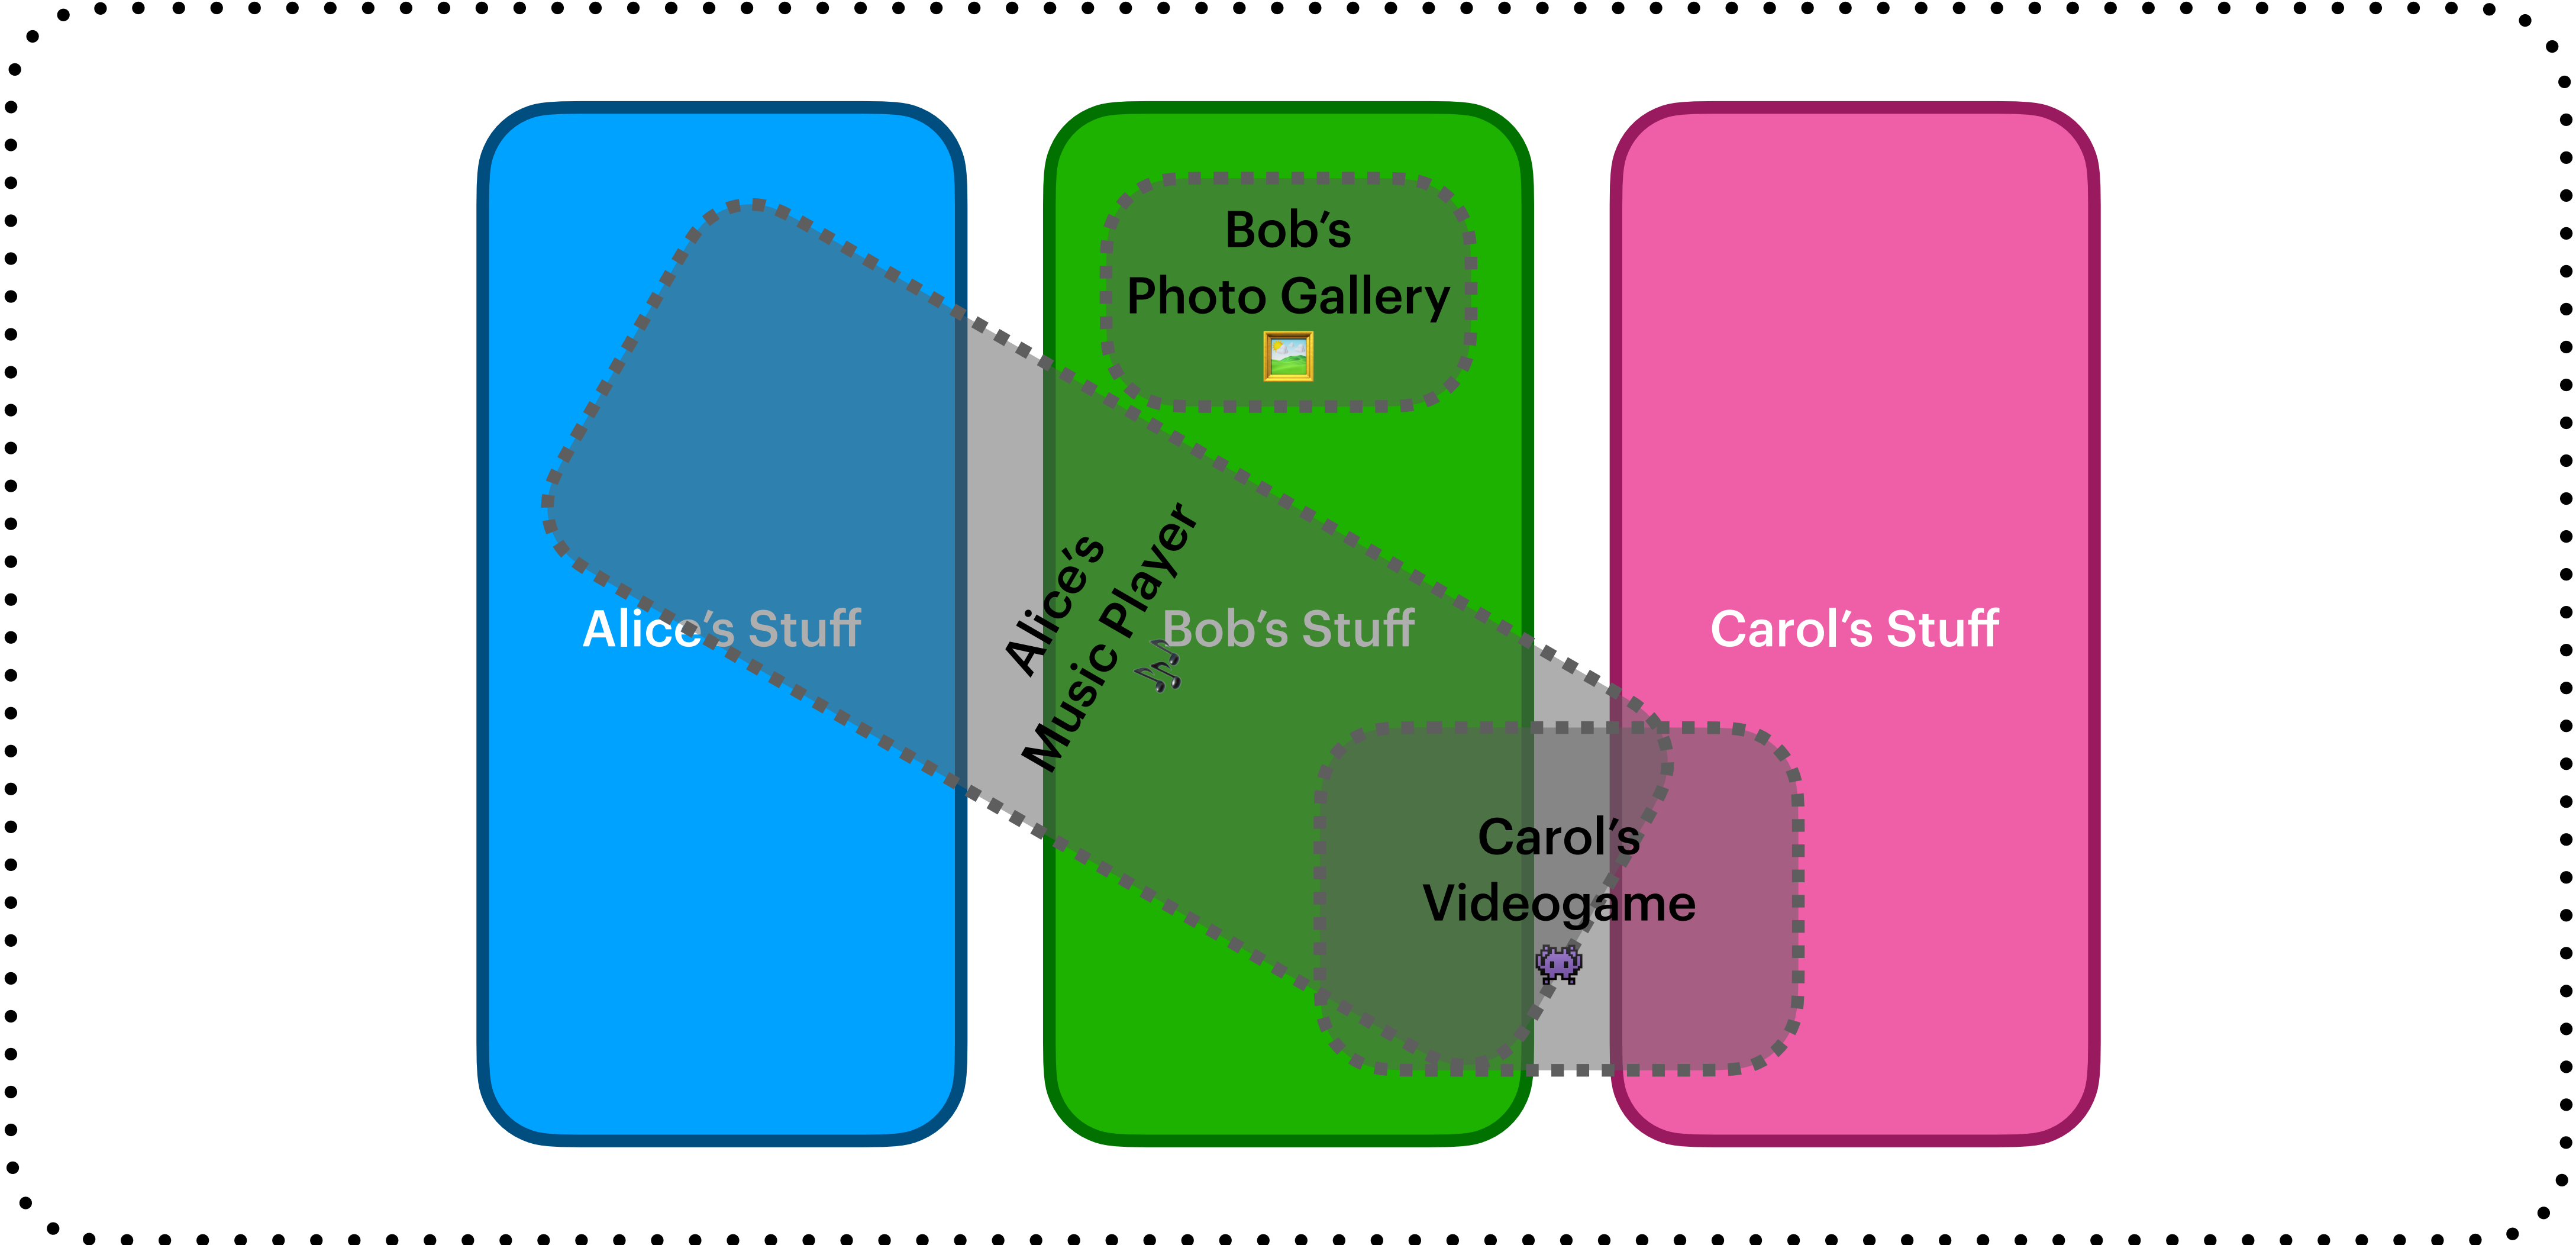 Bob’s
Photo Gallery
Alice’s
Music Player
Alice’s Stuff
Bob’s Stuff
Carol’s Stuff
Carol’s
Videogame